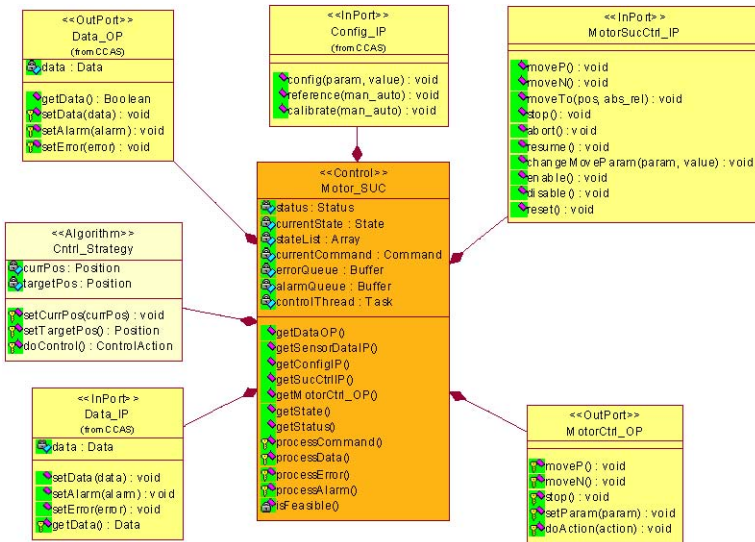 <<OutPort>>
Data_OP
(from CCAS)
data : Data
getData() : Boolean
setData(data) : void
setAlarm(alarm) : void
setError(error) : void
<<InPort>>
Config_IP
(from CCAS)
config(param, value) : void
reference(man_auto) : void
calibrate(man_auto) : void
<<InPort>>
MotorSucCtrl_IP
moveP() : void
moveN() : void
moveTo(pos, abs_rel) : void
stop() : void
abort() : void
resume() : void
changeMoveParam(param, value) : void
enable() : void
disable() : void
reset() : void
<<Algorithm>>
Cntrl_Strategy
currPos : Position
targetPos : Position
setCurrPos(currPos) : void
setTargetPos() : Position
doControl() : ControlAction
<<Control>>
Motor_SUC
status : Status
currentState : State
stateList : Array
currentCommand : Command
errorQueue : Buffer
alarmQueue : Buffer
controlThread : Task
getDataOP()
getSensorDataIP()
getConfigIP()
getSucCtrlIP()
getMotorCtrl_OP()
getState()
getStatus()
processCommand()
processData()
processError()
processAlarm()
isFeasible()
<<InPort>>
Data_IP
(from CCAS)
data : Data
setData(data) : void
setAlarm(alarm) : void
setError(error) : void
getData() : Data
<<OutPort>>
MotorCtrl_OP
moveP() : void
moveN() : void
stop() : void
setParam(param) : void
doAction(action) : void